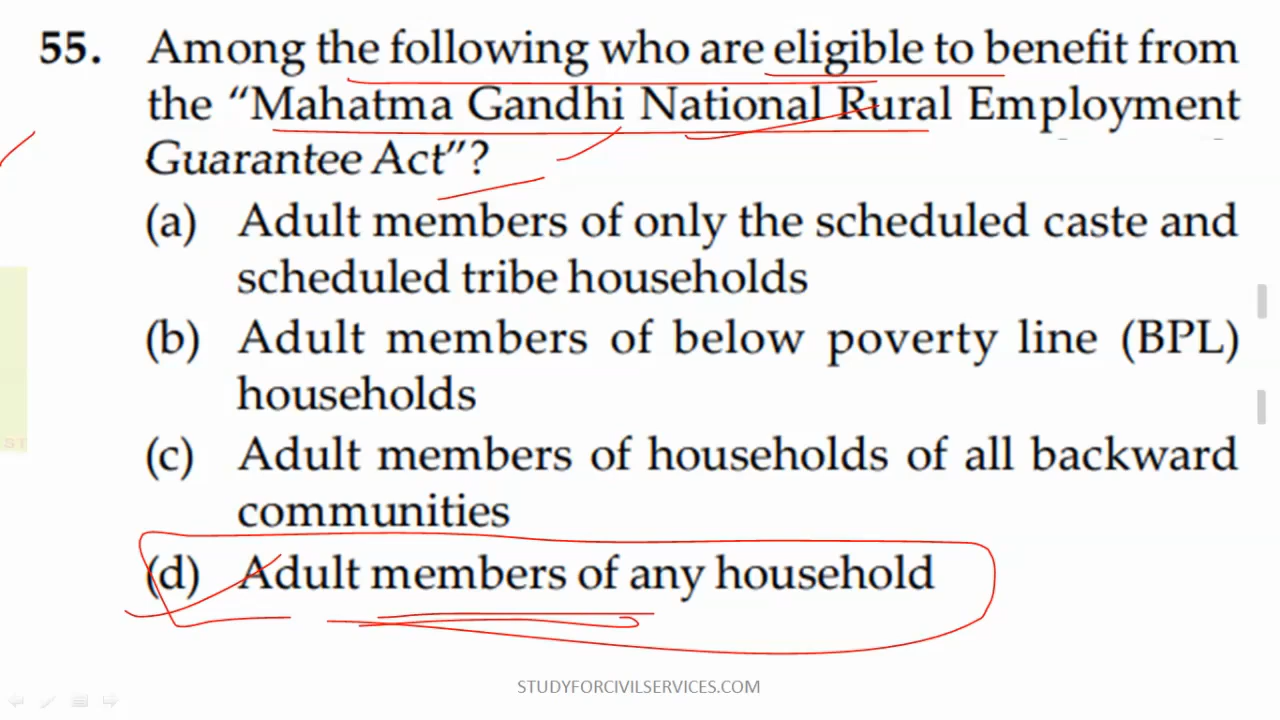 55. Among the following who are eligible to benefit from
the “Mahatma Gandhi National Rural Employment
Guarantee Act”?
(a) Adult members of only the scheduled caste and
scheduled tribe households
(b) Adult members of below poverty line (BPL)
households
(c) Adult members of households of all backward
communities
(d) Adult members of any household
ST
STUDYFORCIVILSERVICES.COM